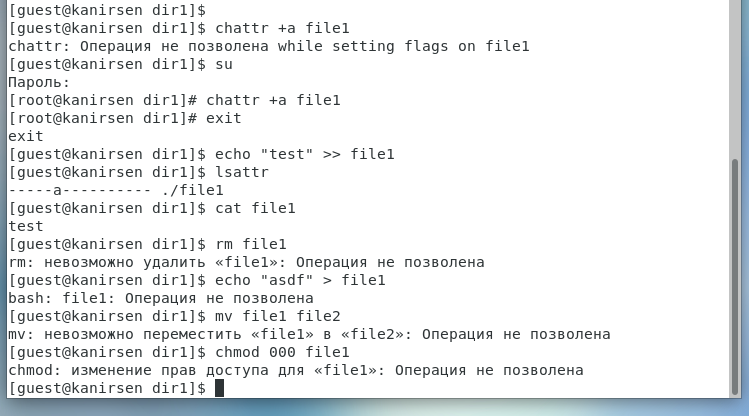 [guest@kanirsen dir1]$
[guest@kanirsen dir1]$ chattr +a file1
chattr: Операция не позволена while setting flags on file1
[guest@kanirsen dir1]$ su
Пароль:
[root@kanirsen dir1]# chattr +a file1
[root@kanirsen dir1]# exit
exit
[guest@kanirsen dir1]$ echo "test" >> file1
[guest@kanirsen dir1]$ lsattr
-----a---------- ./file1
[guest@kanirsen dir1]$ cat file1
test
[guest@kanirsen dir1]$ rm file1
rm: невозможно удалить «file1»: Операция не позволена
[guest@kanirsen dir1]$ echo "asdf" > file1
bash: file1: Операция не позволена
[guest@kanirsen dir1]$ mv file1 file2
mv: невозможно переместить «file1» в «file2»: Операция не позволена
[guest@kanirsen dir1]$ chmod 000 file1
chmod: изменение прав доступа для «file1»: Операция не позволена
[guest@kanirsen dir1]$